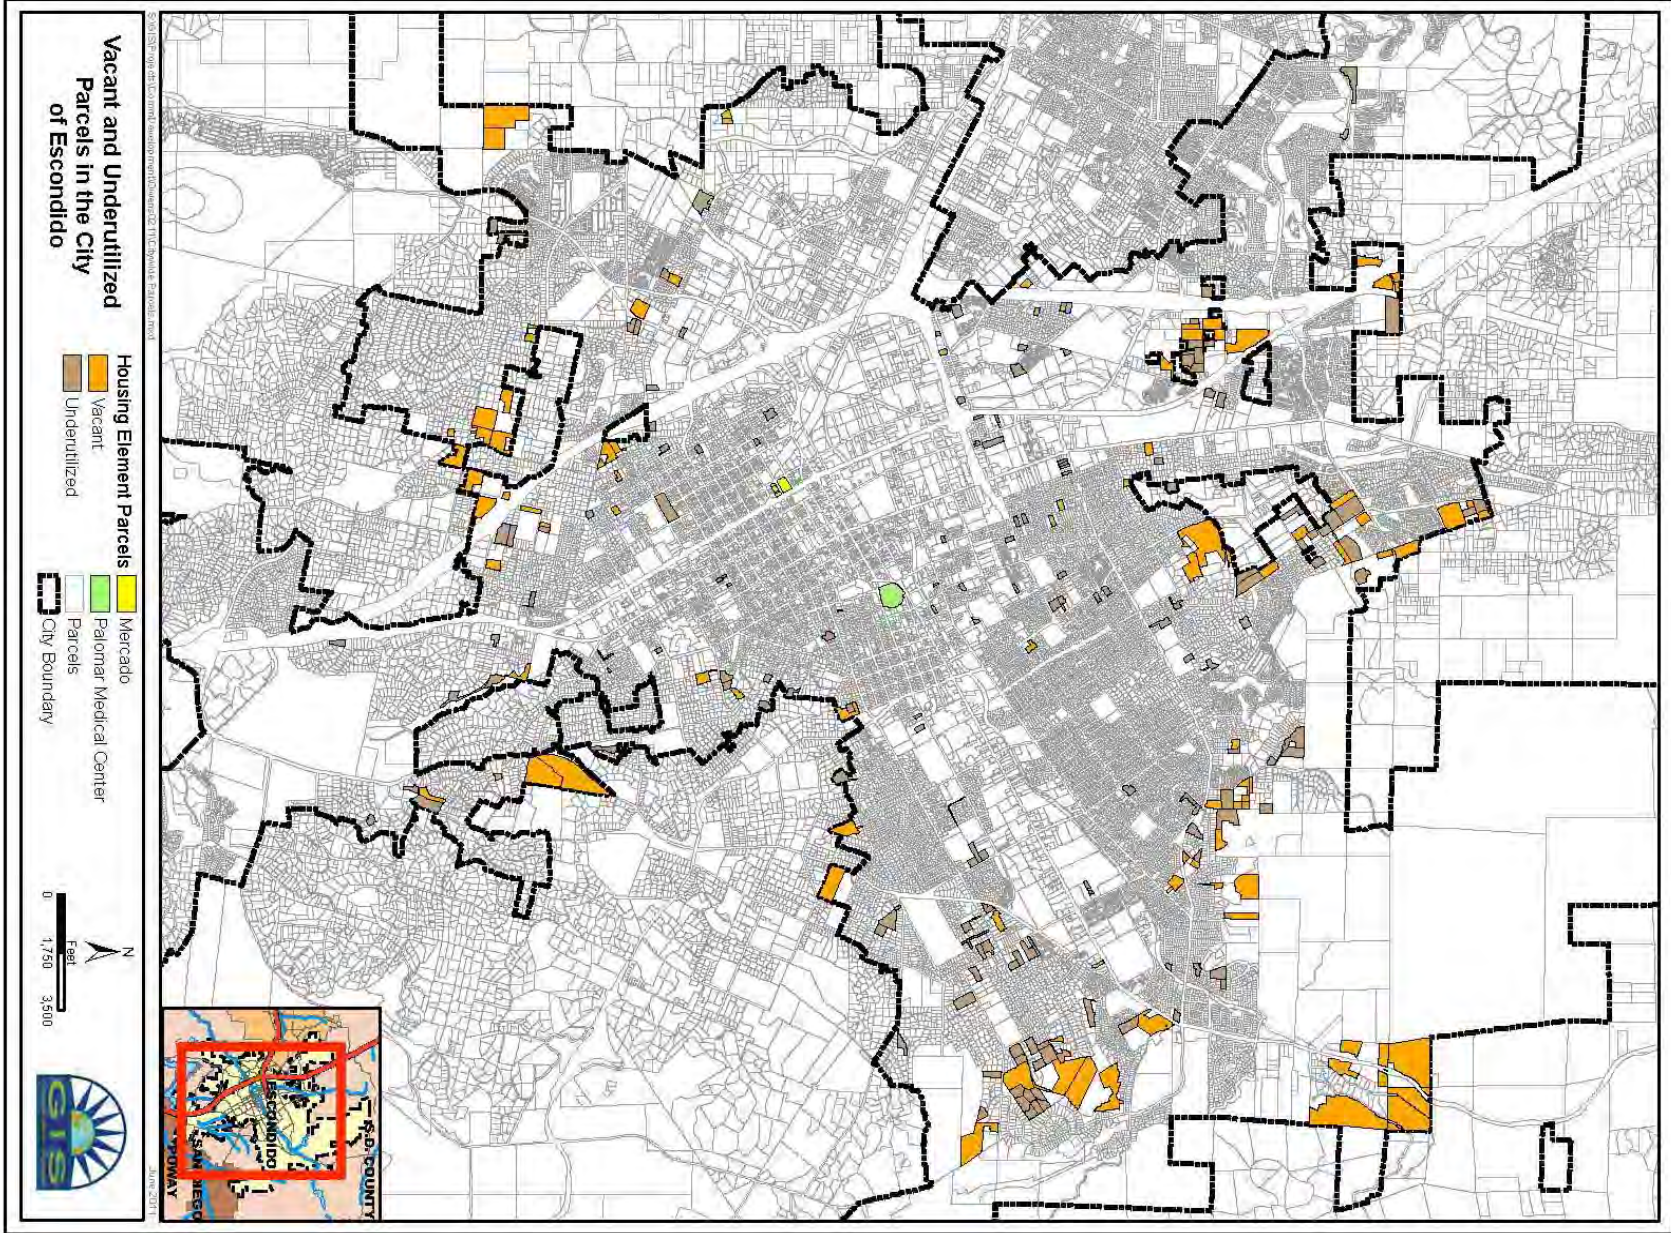 Vacant and Underutilized
Parcels in the City
of Escondido
Housing Element Parcels
Vacant
Underutilized
Mercado
Palomar Medical Center
Parcels
City Boundary
N
Feet
0 1,750 3,500
GIS
June 2011
S.D. COUNTY
ESCONDIDO
SAN DIEGO
POWAY